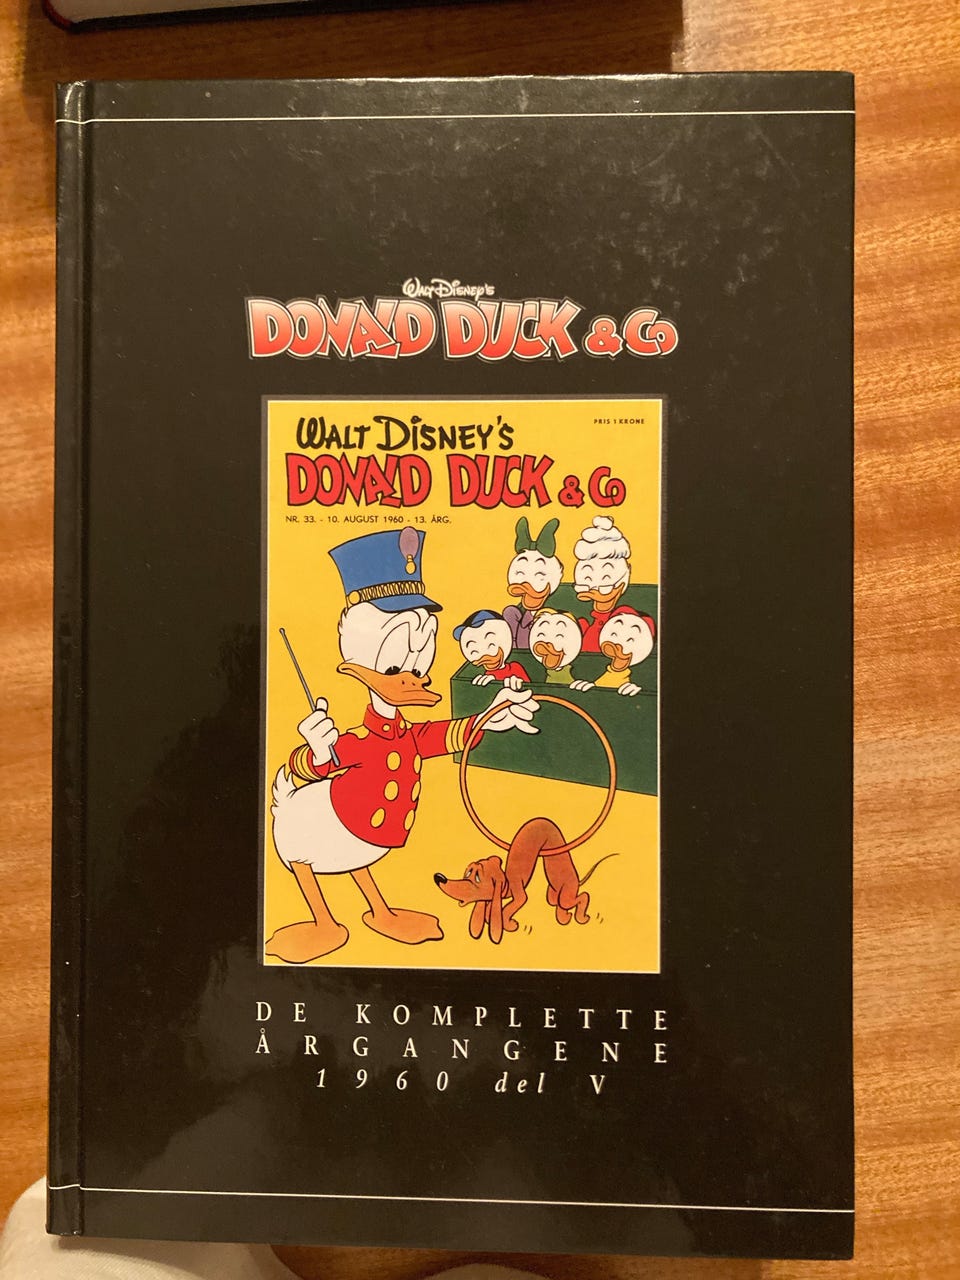 WALT DISNEY'S
DONALD DUCK & Co
WALT DISNEY'S
PRIS 1 KRONE
DONALD DUCK & Co
NR. 33. - 10. AUGUST 1960 - 13. ÅRG.
DE KOMPLETTE
ÅRGANGENE
1960 del V